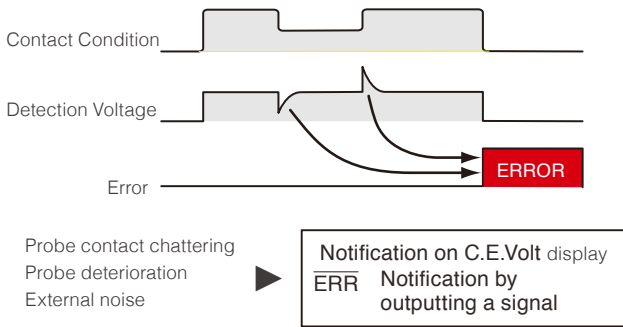 Contact Condition
Detection Voltage
Error
ERROR
Probe contact chattering
Probe deterioration
External noise
Notification on C.E.Volt display
ERR Notification by
outputting a signal